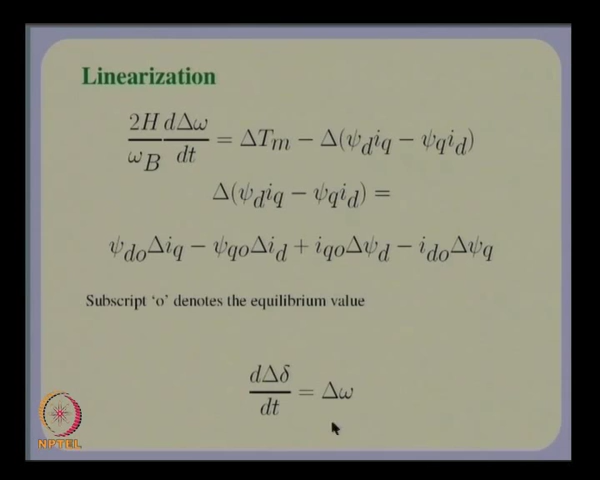 Linearization
2H/ω_B dΔω/dt = ΔT_m − Δ(ψ_d i_q − ψ_q i_d)
Δ(ψ_d i_q − ψ_q i_d) =
ψ_do Δi_q − ψ_qo Δi_d + i_qo Δψ_d − i_do Δψ_q
Subscript 'o' denotes the equilibrium value
dΔδ/dt = Δω
NPTEL